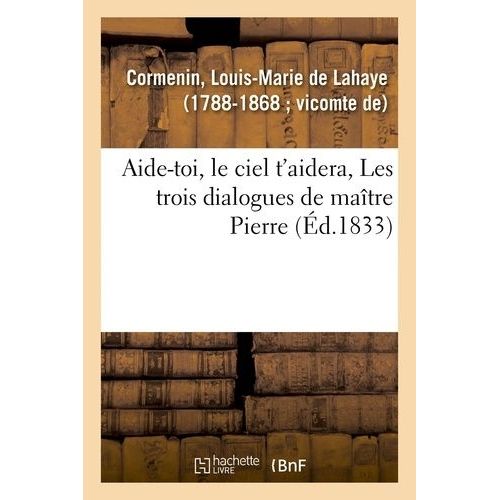 Cormenin, Louis-Marie de Lahaye
(1788-1868 ; vicomte de)
Aide-toi, le ciel t'aidera, Les
trois dialogues de maître
Pierre (Éd.1833)
hachette
LIVRE
{BnF